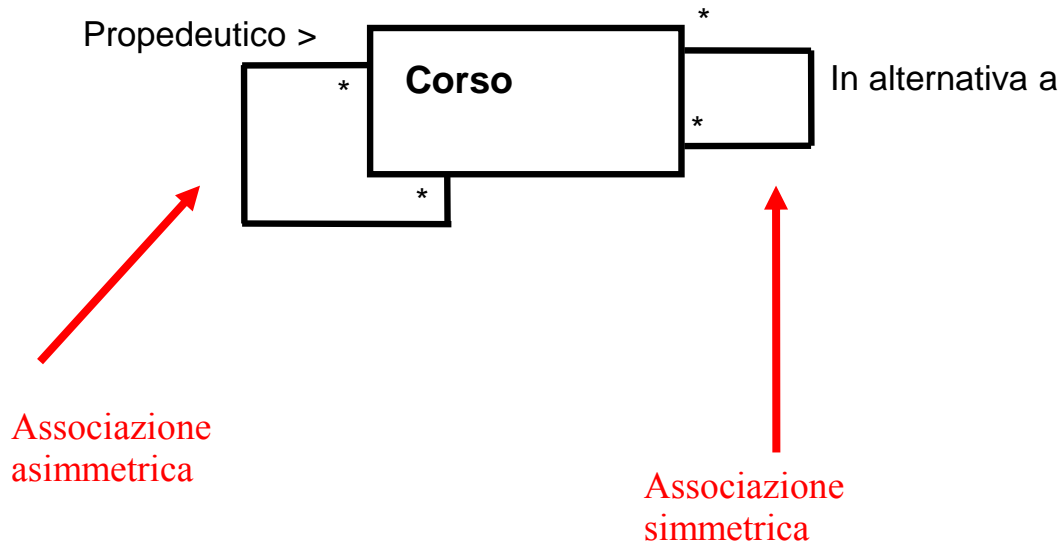 *
Propedeutico >
*
Corso
In alternativa a
*
*
Associazione
asimmetrica
Associazione
simmetrica